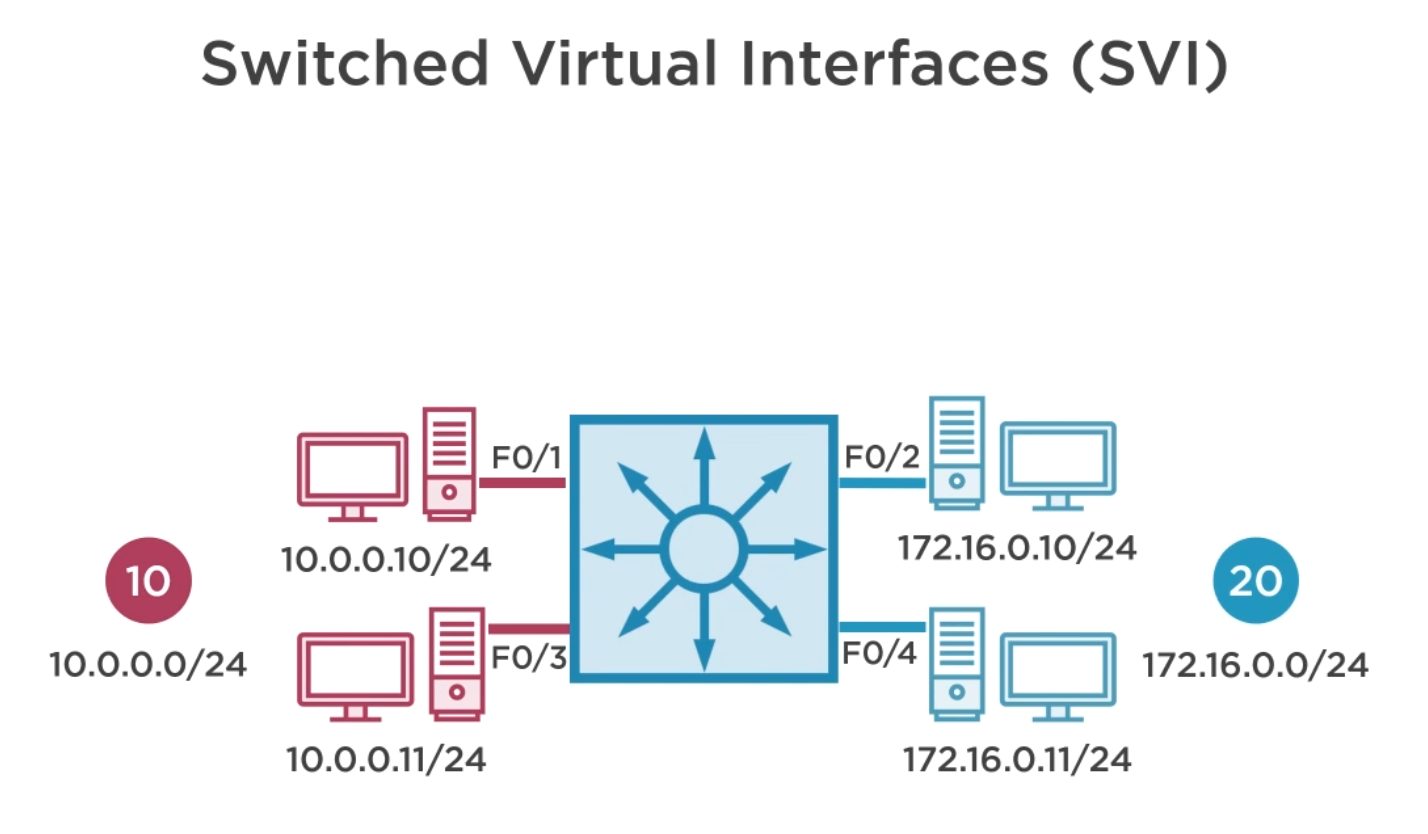 Switched Virtual Interfaces (SVI)
F0/1
F0/2
10.0.0.10/24
172.16.0.10/24
10
20
10.0.0.0/24
F0/3
F0/4
172.16.0.0/24
10.0.0.11/24
172.16.0.11/24